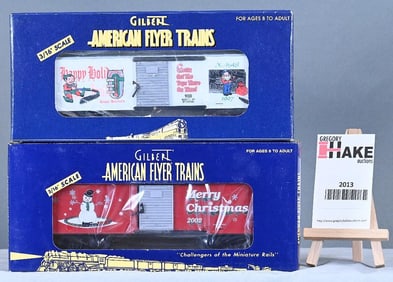 GILBERT
FOR AGES 8 TO ADULT
3/16" SCALE
AMERICAN FLYER TRAINS
Happy Holidays
GILBERT
FOR AGES 8 TO ADULT
3/16" SCALE
AMERICAN FLYER TRAINS
Merry
Christmas
2002
"Challengers of the Miniature Rails"
GREGORY
HAKE
auctions
2013